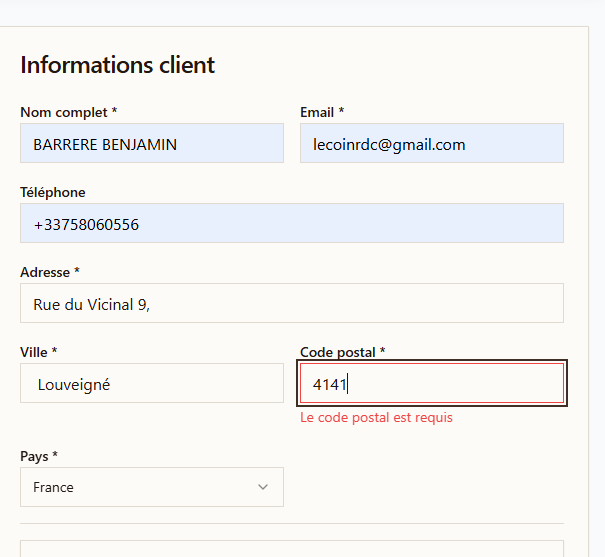 Informations client
Nom complet * Email *
BARRERE BENJAMIN lecoinrdc@gmail.com
Téléphone
+33758060556
Adresse *
Rue du Vicinal 9,
Ville * Code postal *
Louveigné 4141
Le code postal est requis
Pays *
France